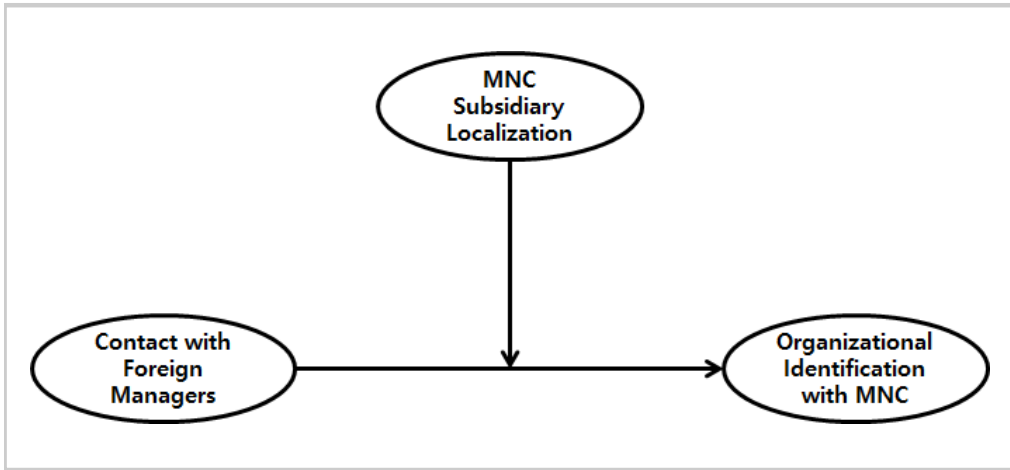 MNC
Subsidiary
Localization
Contact with
Foreign
Managers
Organizational
Identification
with MNC